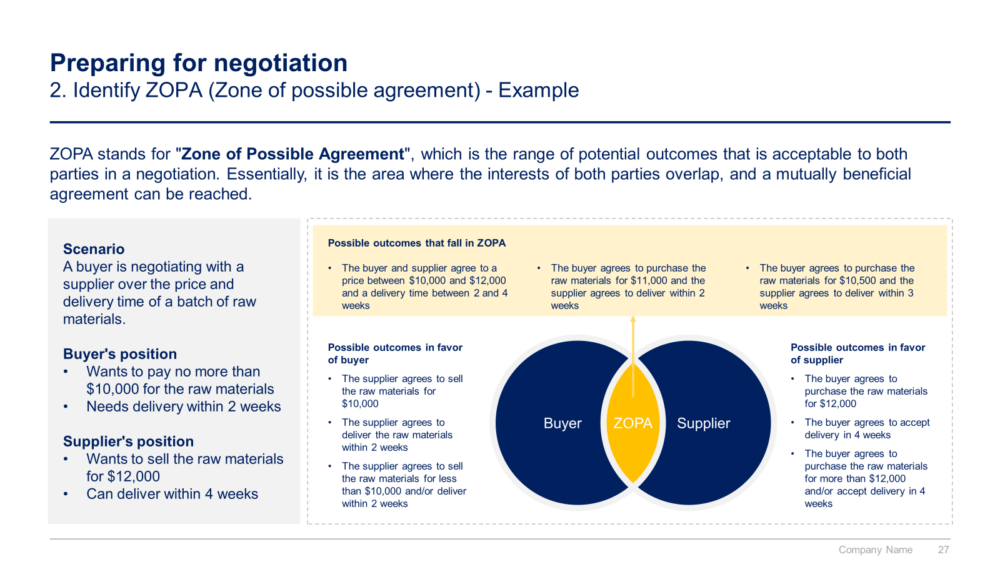 Preparing for negotiation
2. Identify ZOPA (Zone of possible agreement) - Example
ZOPA stands for "Zone of Possible Agreement", which is the range of potential outcomes that is acceptable to both
parties in a negotiation. Essentially, it is the area where the interests of both parties overlap, and a mutually beneficial
agreement can be reached.
Scenario
A buyer is negotiating with a
supplier over the price and
delivery time of a batch of raw
materials.
Buyer's position
• Wants to pay no more than
$10,000 for the raw materials
• Needs delivery within 2 weeks
Supplier's position
• Wants to sell the raw materials
for $12,000
• Can deliver within 4 weeks
Possible outcomes that fall in ZOPA
• The buyer and supplier agree to a
price between $10,000 and $12,000
and a delivery time between 2 and 4
weeks
• The buyer agrees to purchase the
raw materials for $11,000 and the
supplier agrees to deliver within 2
weeks
• The buyer agrees to purchase the
raw materials for $10,500 and the
supplier agrees to deliver within 3
weeks
Possible outcomes in favor
of buyer
• The supplier agrees to sell
the raw materials for
$10,000
• The supplier agrees to
deliver the raw materials
within 2 weeks
• The supplier agrees to sell
the raw materials for less
than $10,000 and/or deliver
within 2 weeks
Buyer
ZOPA
Supplier
Possible outcomes in favor
of supplier
• The buyer agrees to
purchase the raw materials
for $12,000
• The buyer agrees to accept
delivery in 4 weeks
• The buyer agrees to
purchase the raw materials
for more than $12,000
and/or accept delivery in 4
weeks
Company Name 27